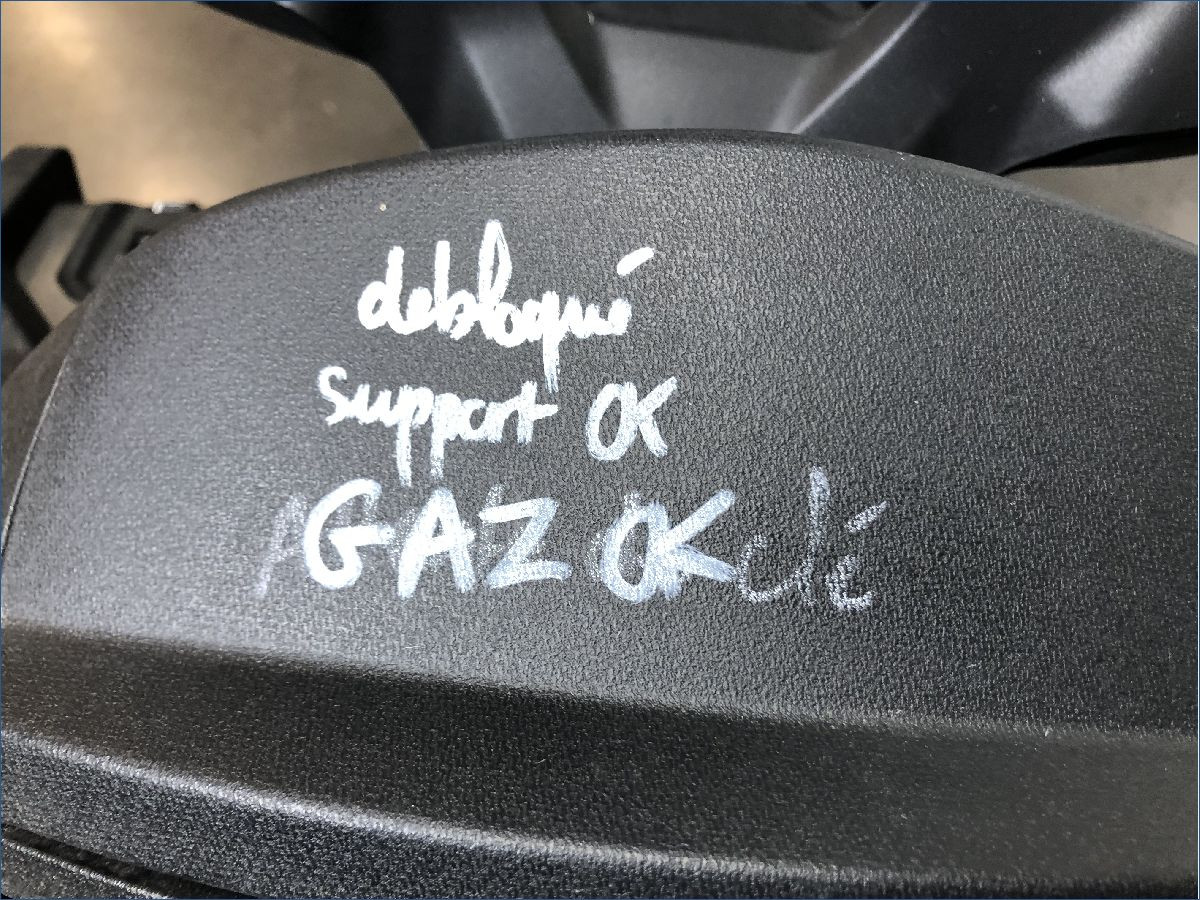 debloqué
support OK
GAZ OK clé